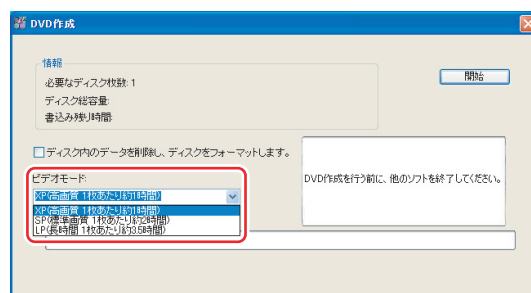 DVD作成
情報
必要なディスク枚数: 1
ディスク総容量:
書込み残り時間:
開始
ディスク内のデータを削除し、ディスクをフォーマットします。
ビデオモード:
XP(高画質 1枚あたり約1時間)
XP(高画質 1枚あたり約1時間)
SP(標準画質 1枚あたり約2時間)
LP(長時間 1枚あたり約3.5時間)
DVD作成を行う前に、他のソフトを終了してください。